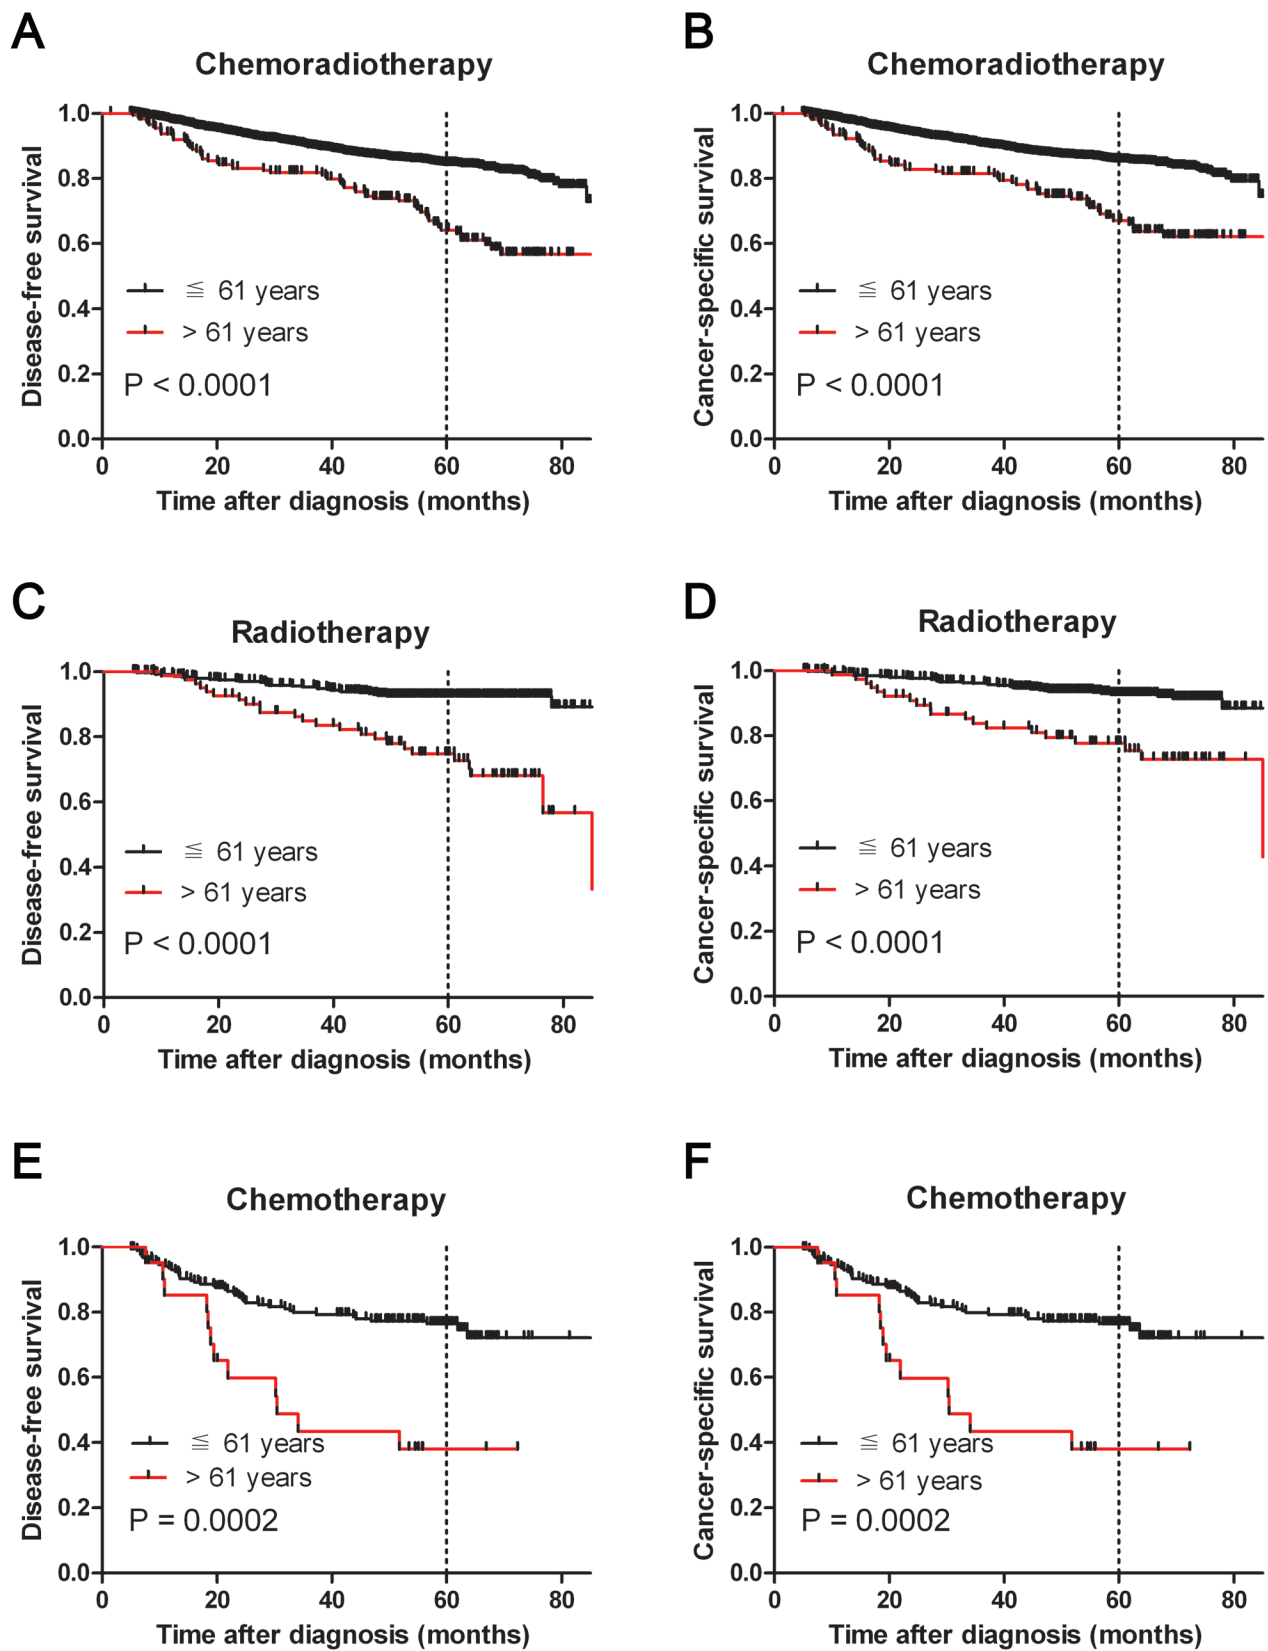 A
Chemoradiotherapy
Disease-free survival
1.0
0.8
0.6
0.4
0.2
0.0
≦ 61 years
> 61 years
P < 0.0001
0 20 40 60 80
Time after diagnosis (months)
B
Chemoradiotherapy
Cancer-specific survival
1.0
0.8
0.6
0.4
0.2
0.0
≦ 61 years
> 61 years
P < 0.0001
0 20 40 60 80
Time after diagnosis (months)
C
Radiotherapy
Disease-free survival
1.0
0.8
0.6
0.4
0.2
0.0
≦ 61 years
> 61 years
P < 0.0001
0 20 40 60 80
Time after diagnosis (months)
D
Radiotherapy
Cancer-specific survival
1.0
0.8
0.6
0.4
0.2
0.0
≦ 61 years
> 61 years
P < 0.0001
0 20 40 60 80
Time after diagnosis (months)
E
Chemotherapy
Disease-free survival
1.0
0.8
0.6
0.4
0.2
0.0
≦ 61 years
> 61 years
P = 0.0002
0 20 40 60 80
Time after diagnosis (months)
F
Chemotherapy
Cancer-specific survival
1.0
0.8
0.6
0.4
0.2
0.0
≦ 61 years
> 61 years
P = 0.0002
0 20 40 60 80
Time after diagnosis (months)